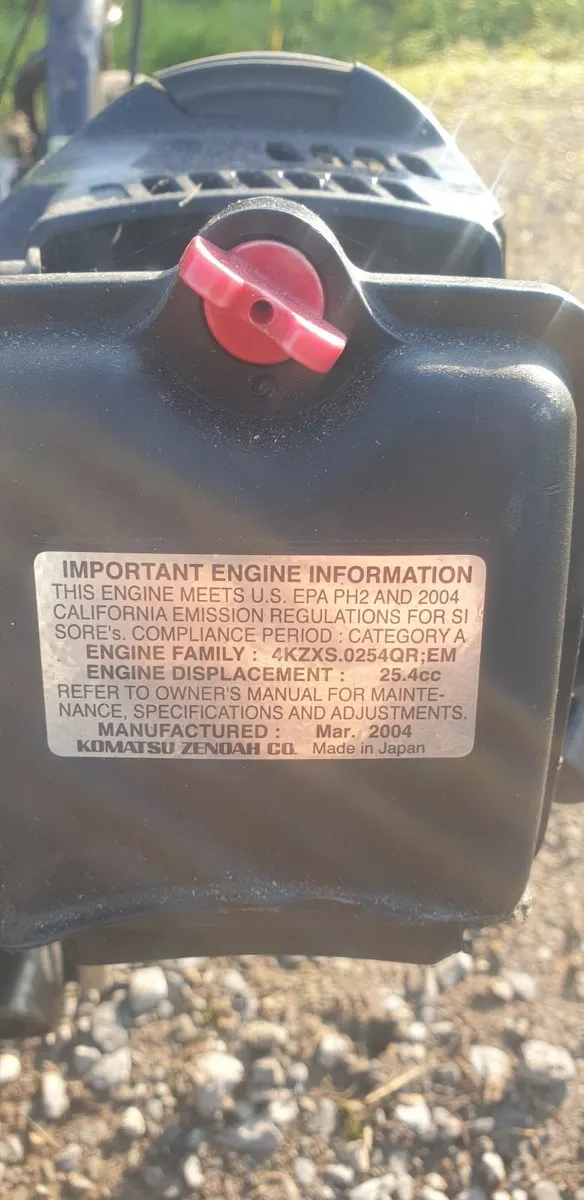 IMPORTANT ENGINE INFORMATION
THIS ENGINE MEETS U.S. EPA PH2 AND 2004
CALIFORNIA EMISSION REGULATIONS FOR SI
SORE's. COMPLIANCE PERIOD : CATEGORY A
ENGINE FAMILY : 4KZXS.0254QR;EM
ENGINE DISPLACEMENT : 25.4cc
REFER TO OWNER'S MANUAL FOR MAINTE-
NANCE, SPECIFICATIONS AND ADJUSTMENTS.
MANUFACTURED : Mar. 2004
KOMATSU ZENOAH CO. Made in Japan